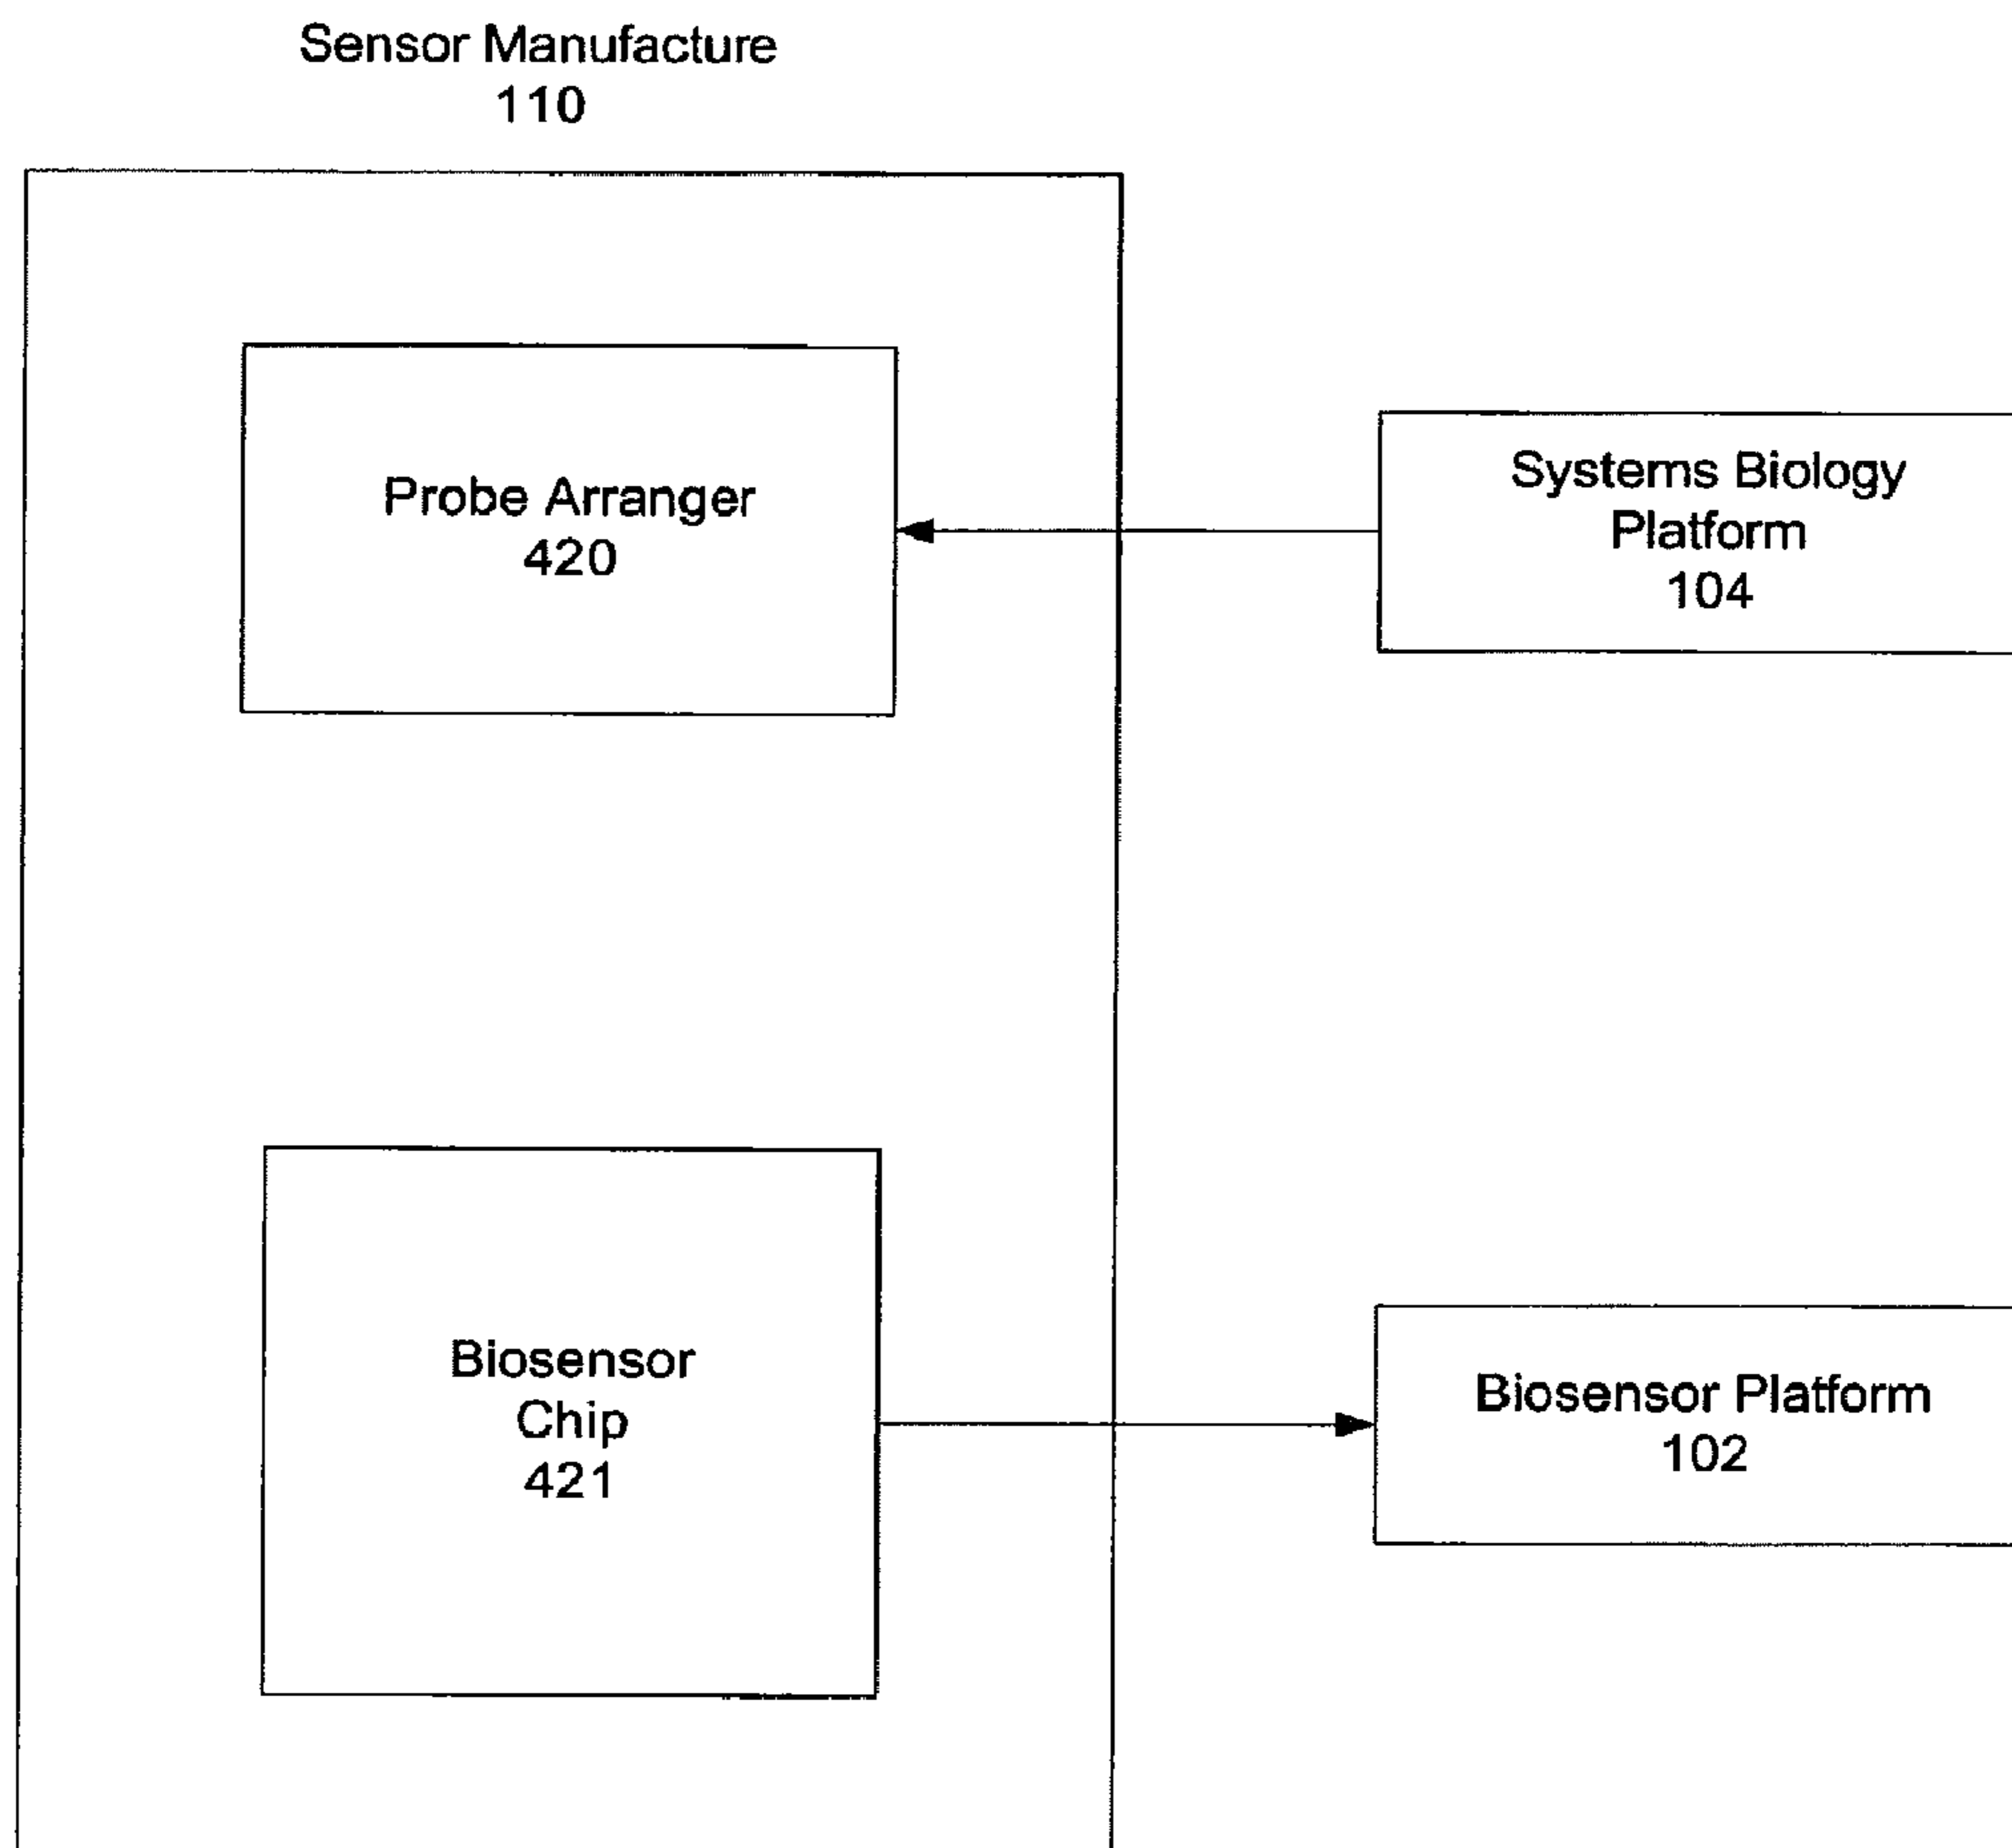 Sensor Manufacture
110
Probe Arranger
420
Systems Biology
Platform
104
Biosensor
Chip
421
Biosensor Platform
102